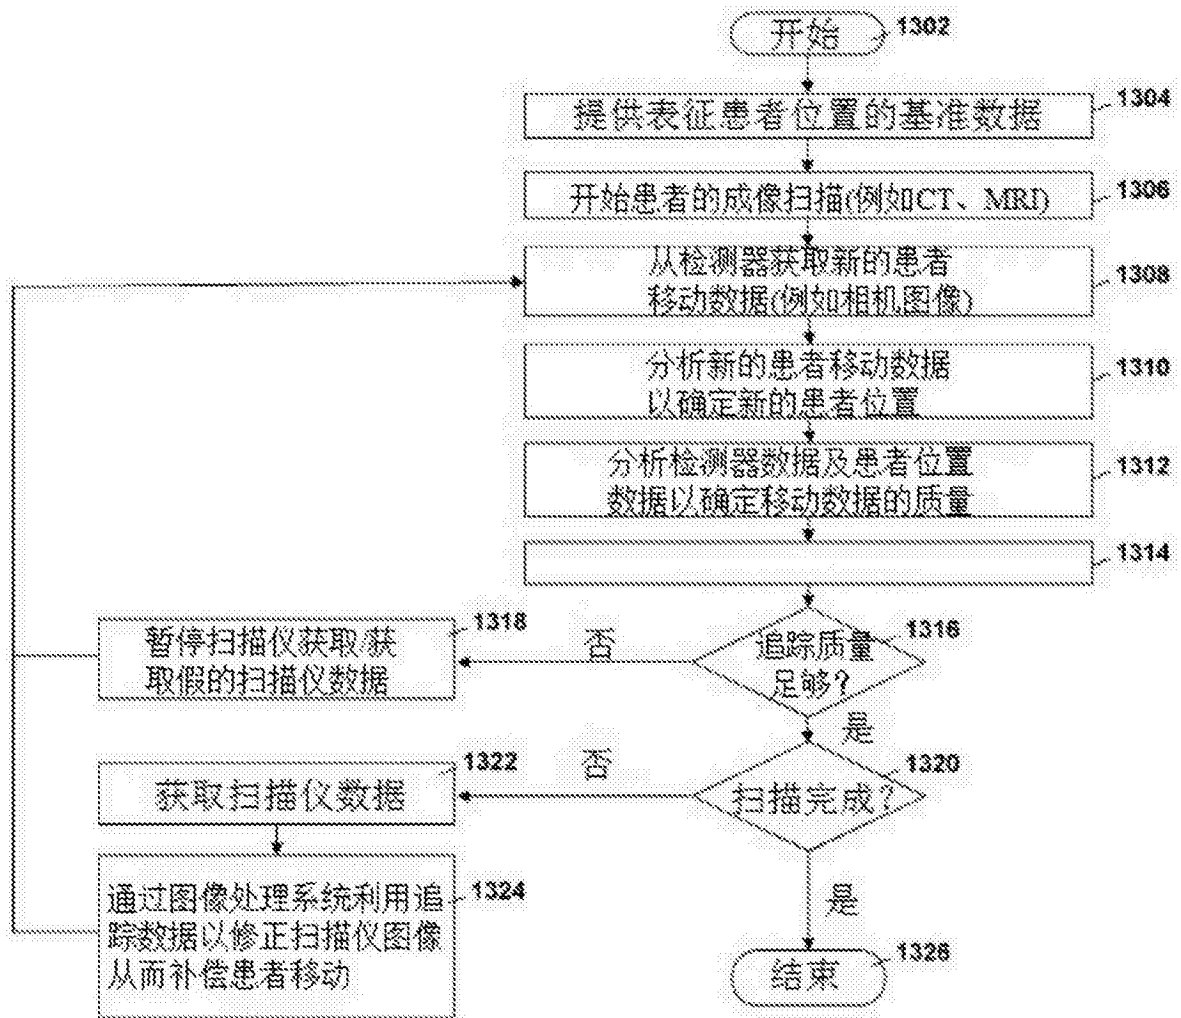 开始
1302
提供表征患者位置的基准数据
1304
开始患者的成像扫描(例如CT、MRI)
1306
从检测器获取新的患者
移动数据(例如相机图像)
1308
分析新的患者移动数据
以确定新的患者位置
1310
分析检测器数据及患者位置
数据以确定移动数据的质量
1312
1314
追踪质量
足够?
1316
否
暂停扫描仪获取/获
取假的扫描仪数据
1318
是
扫描完成?
1320
否
获取扫描仪数据
1322
通过图像处理系统利用追
踪数据以修正扫描仪图像
从而补偿患者移动
1324
是
结束
1326